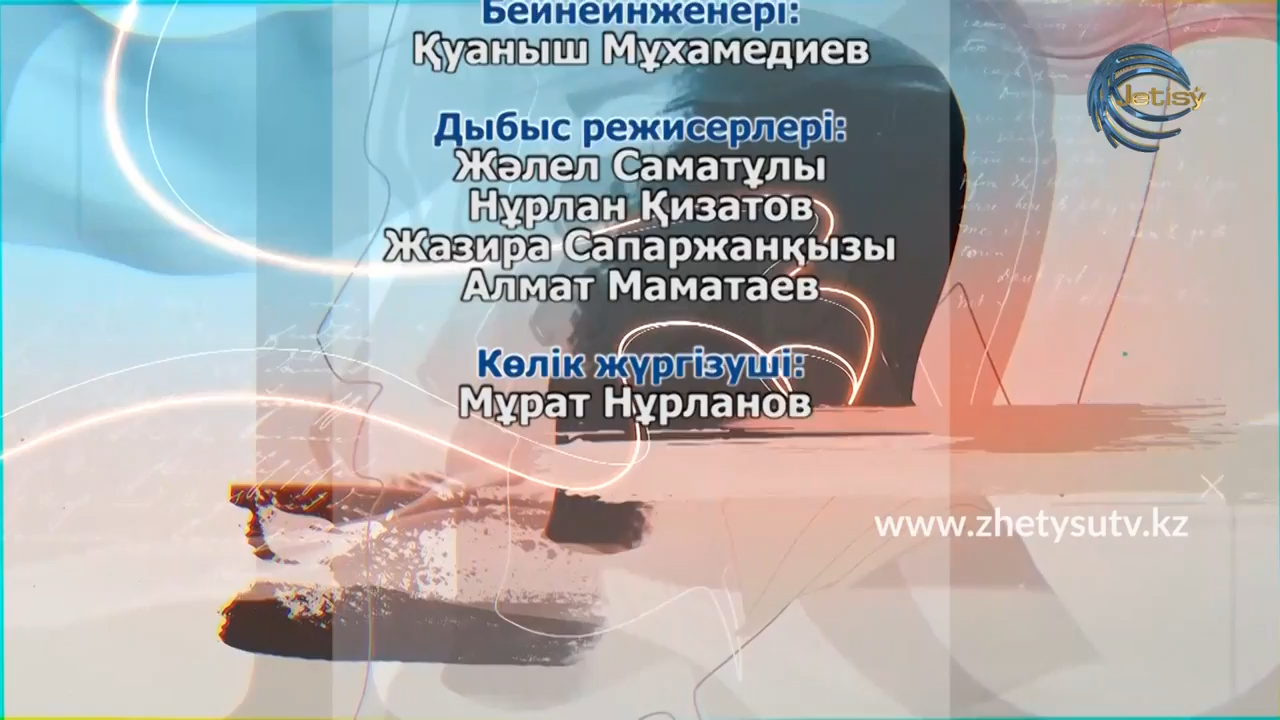 Бейнеинженері:
Қуаныш Мұхамедиев
Jetisý
Дыбыс режисерлері:
Жәлел Саматұлы
Нұрлан Қизатов
Жазира Сапаржанқызы
Алмат Маматаев
Көлік жүргізуші:
Мұрат Нұрланов
www.zhetysutv.kz